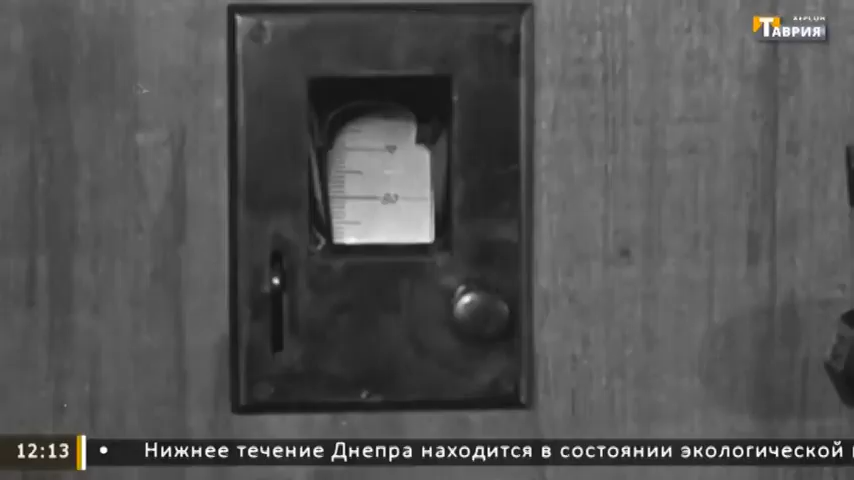 ТАВРИЯ
12:13
• Нижнее течение Днепра находится в состоянии экологической